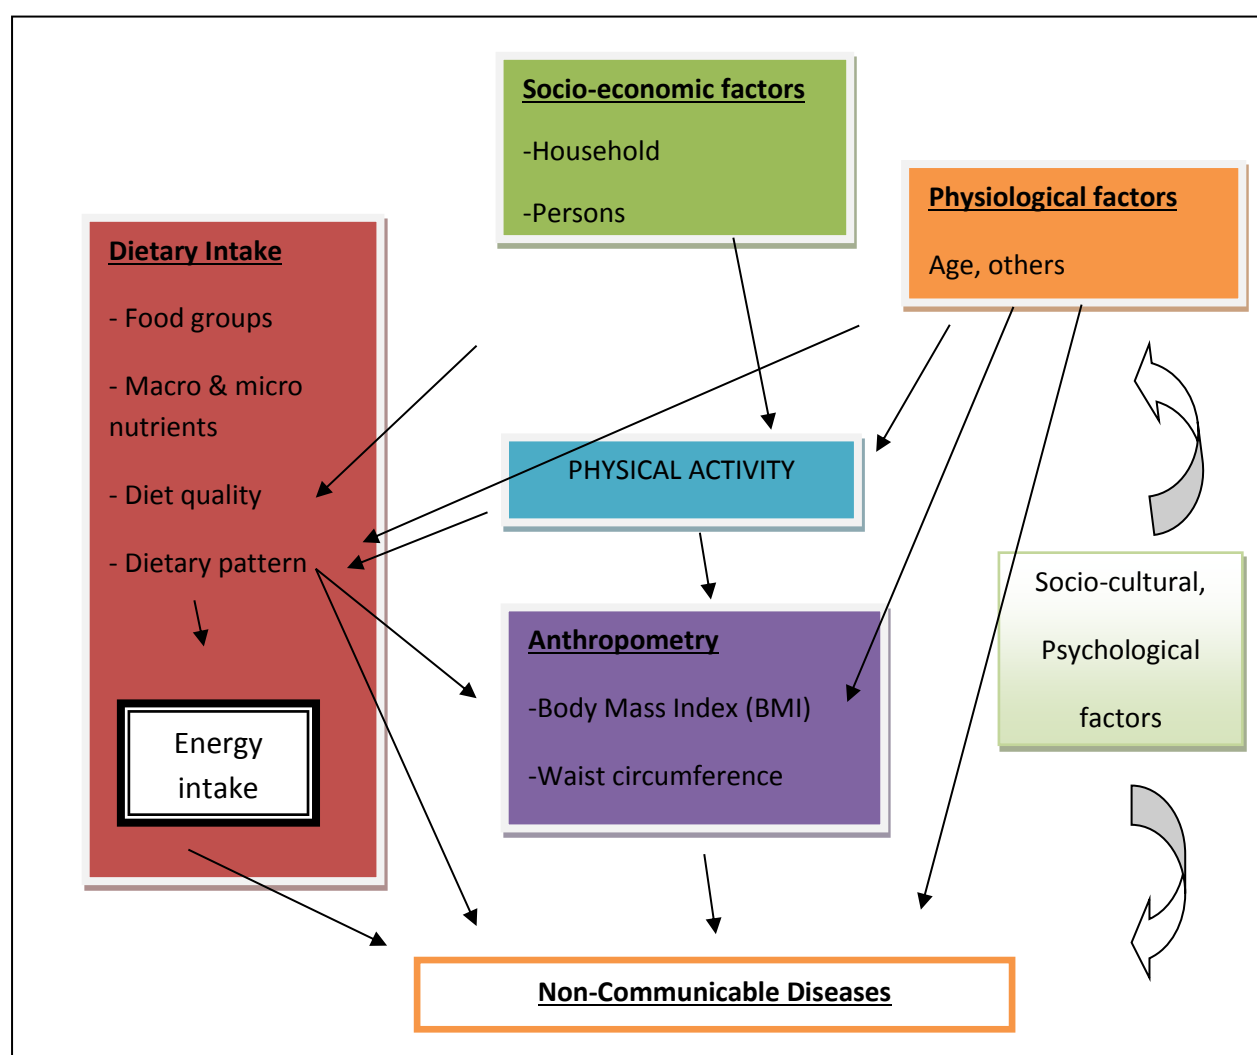 Socio-economic factors
-Household
-Persons
Physiological factors
Age, others
Dietary Intake
- Food groups
- Macro & micro
nutrients
- Diet quality
- Dietary pattern
Energy
intake
PHYSICAL ACTIVITY
Anthropometry
-Body Mass Index (BMI)
-Waist circumference
Socio-cultural,
Psychological
factors
Non-Communicable Diseases